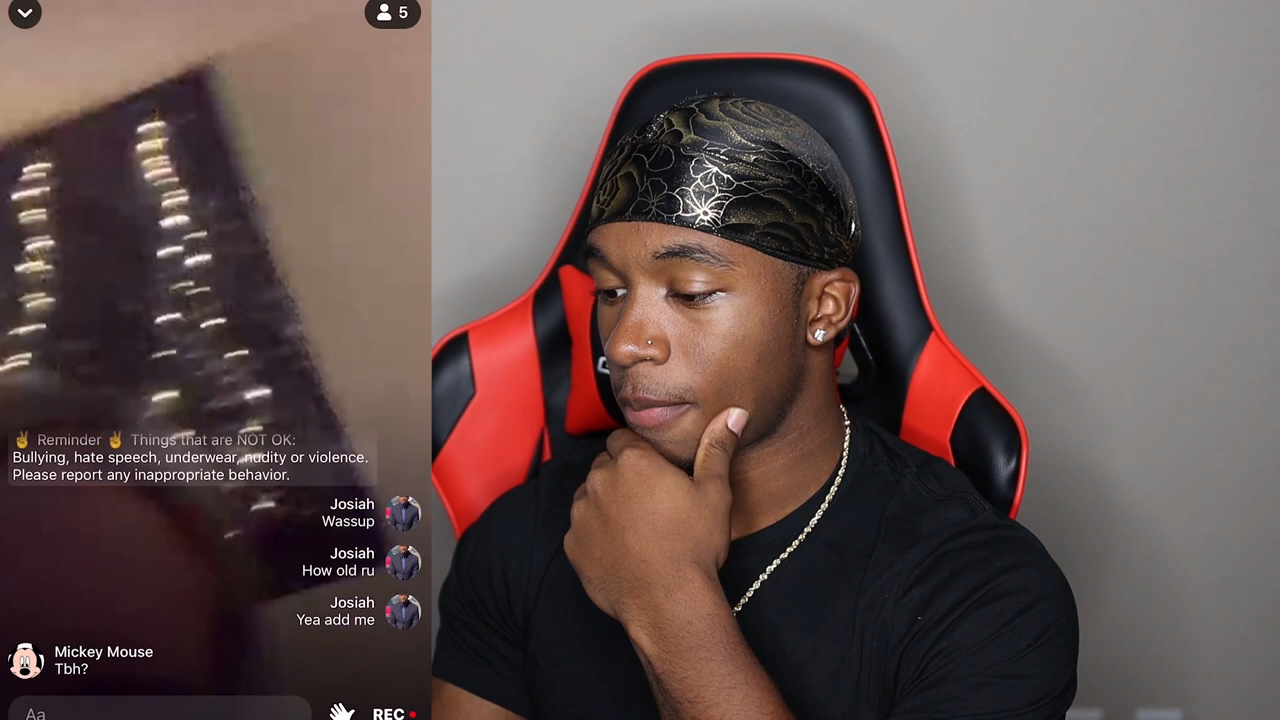 5
✌️ Reminder ✌️ Things that are NOT OK:
Bullying, hate speech, underwear, nudity or violence.
Please report any inappropriate behavior.
Josiah
Wassup
Josiah
How old ru
Josiah
Yea add me
Mickey Mouse
Tbh?
Aa
REC